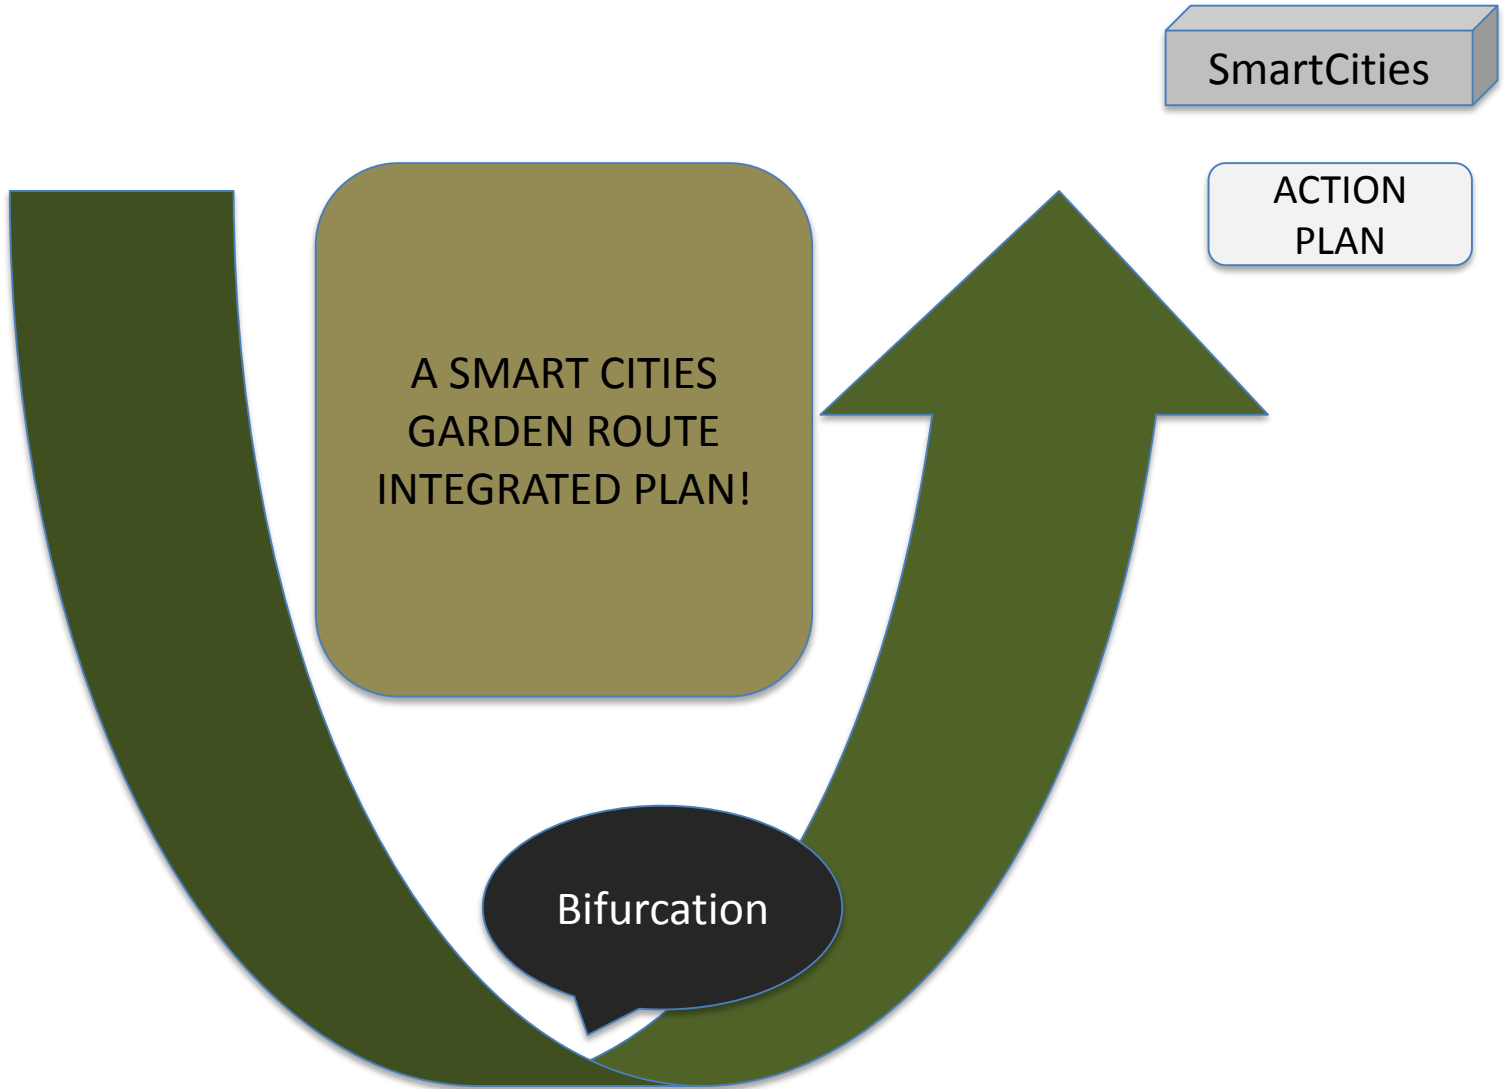 SmartCities
ACTION
PLAN
A SMART CITIES
GARDEN ROUTE
INTEGRATED PLAN!
Bifurcation